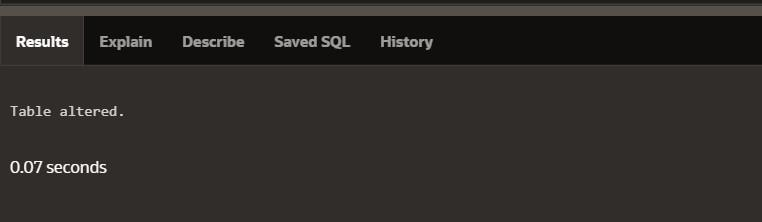 Results Explain Describe Saved SQL History
Table altered.
0.07 seconds